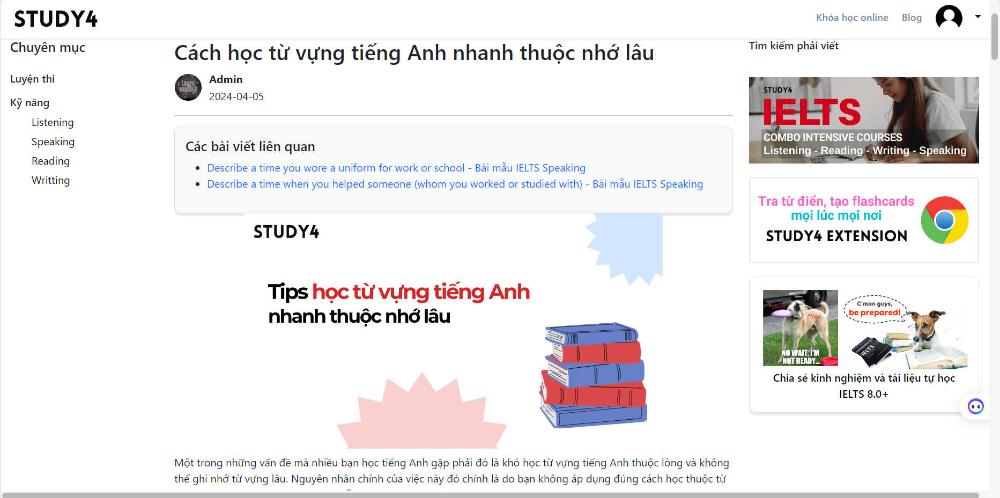 STUDY4
Khóa học online
Blog
Chuyên mục
Luyện thi
Kỹ năng
Listening
Speaking
Reading
Writting
Cách học từ vựng tiếng Anh nhanh thuộc nhớ lâu
Admin
2024-04-05
Các bài viết liên quan
Describe a time you wore a uniform for work or school - Bài mẫu IELTS Speaking
Describe a time when you helped someone (whom you worked or studied with) - Bài mẫu IELTS Speaking
STUDY4
Tips học từ vựng tiếng Anh
nhanh thuộc nhớ lâu
Một trong những vấn đề mà nhiều bạn học tiếng Anh gặp phải đó là khó học từ vựng tiếng Anh thuộc lòng và không
thể ghi nhớ từ vựng lâu. Nguyên nhân chính của việc này đó chính là do bạn không áp dụng đúng cách học thuộc từ
Tìm kiếm phải viết
STUDY4
IELTS
COMBO INTENSIVE COURSES
Listening - Reading - Writing - Speaking
Tra từ điển, tạo flashcards
mọi lúc mọi nơi
STUDY4 EXTENSION
*IELTS
*You
NO WAIT, I'M
NOT READY...
C'mon guys,
be prepared!
IELTS
Chia sẻ kinh nghiệm và tài liệu tự học
IELTS 8.0+